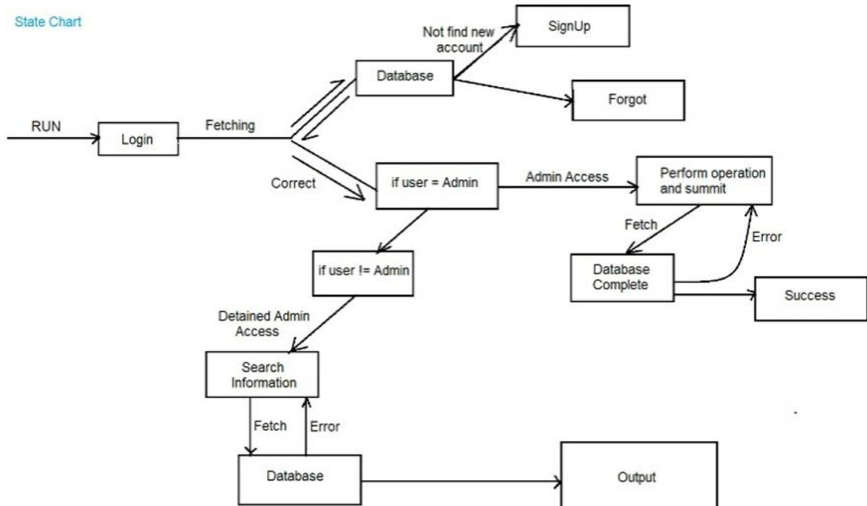 State Chart
Not find new
account
SignUp
Database
Forgot
RUN
Login
Fetching
Correct
if user = Admin
Admin Access
Perform operation
and summit
Fetch
Error
if user != Admin
Database
Complete
Success
Detained Admin
Access
Search
Information
Fetch
Error
Database
Output